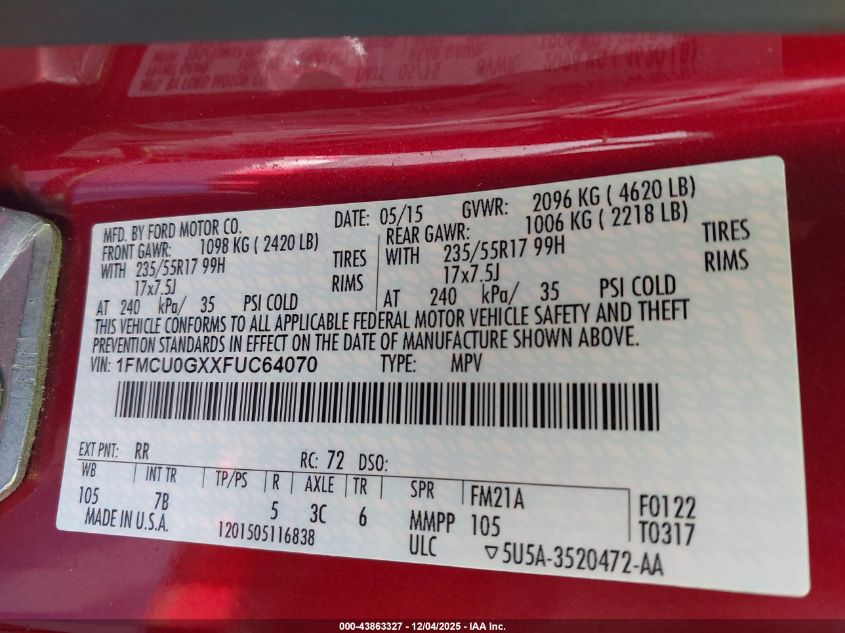 MFD. BY FORD MOTOR CO. DATE: 05/15 GVWR: 2096 KG ( 4620 LB)
FRONT GAWR: 1098 KG ( 2420 LB) REAR GAWR: 1006 KG ( 2218 LB)
WITH 235/55R17 99H TIRES WITH 235/55R17 99H TIRES
17x7.5J RIMS 17x7.5J RIMS
AT 240 kPa/ 35 PSI COLD AT 240 kPa/ 35 PSI COLD
THIS VEHICLE CONFORMS TO ALL APPLICABLE FEDERAL MOTOR VEHICLE SAFETY AND THEFT
PREVENTION STANDARDS IN EFFECT ON THE DATE OF MANUFACTURE SHOWN ABOVE.
VIN: 1FMCU0GXXFUC64070 TYPE: MPV
EXT PNT: RR RC: 72 DSO:
WB INT TR TP/PS R AXLE TR SPR FM21A F0122
105 7B 5 3C 6 MMPP 105 T0317
MADE IN U.S.A. 1201505116838 ULC ▽5U5A-3520472-AA
000-43863327 - 12/04/2025 - IAA Inc.